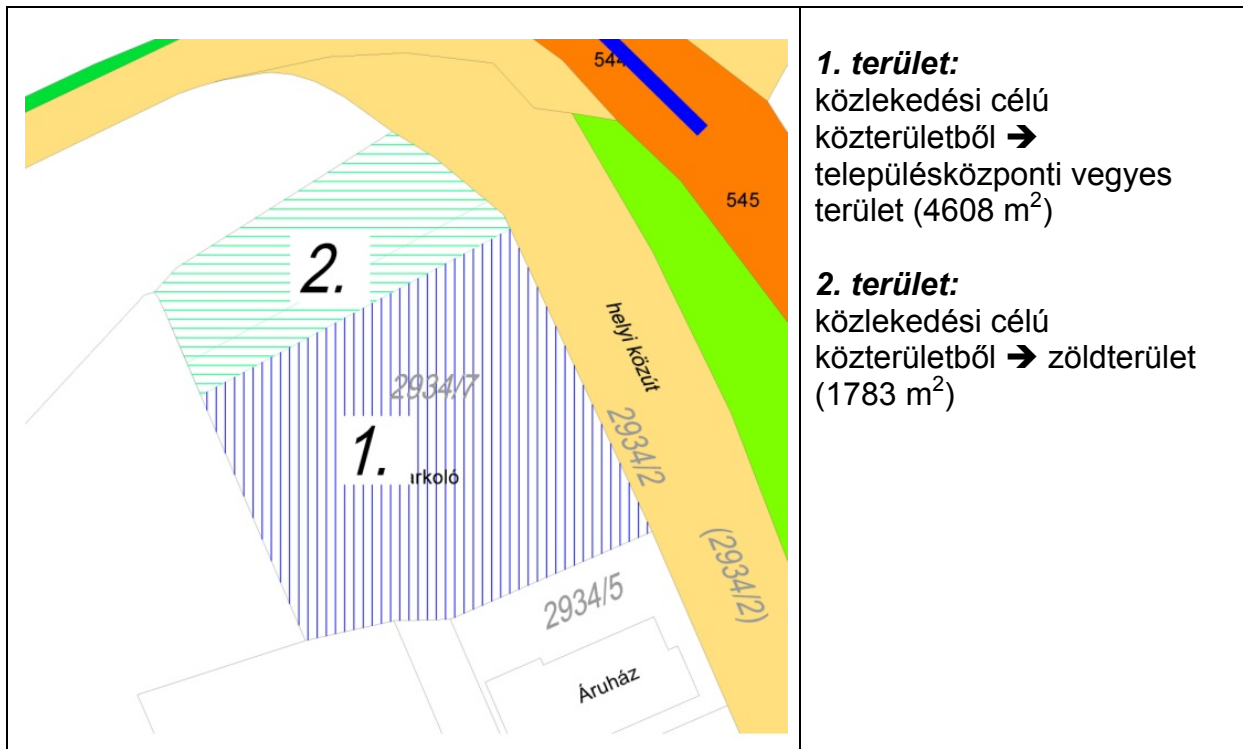 544
545
2.
helyi közút
2934/7
1.
2934/2
(2934/2)
2934/5
Áruház
1. terület:
közlekedési célú
közterületből ➔
településközponti vegyes
terület (4608 m²)
2. terület:
közlekedési célú
közterületből ➔ zöldterület
(1783 m²)